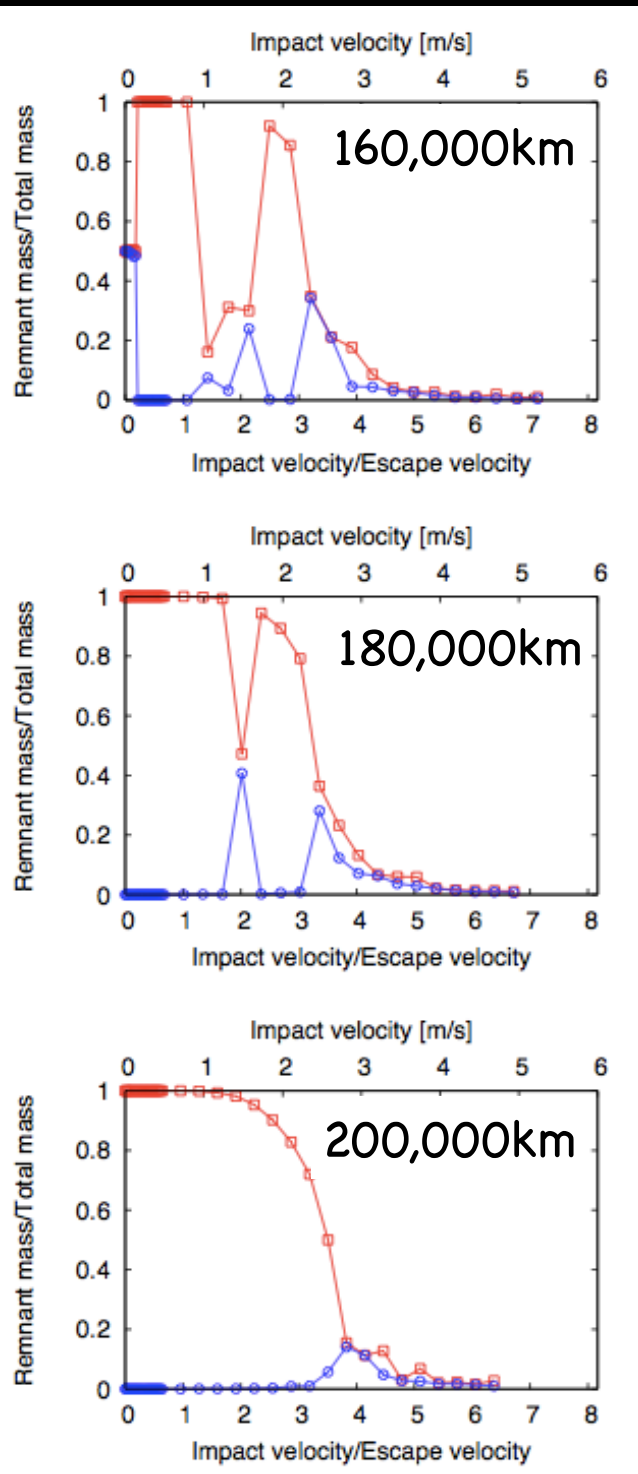 Impact velocity [m/s]
0 1 2 3 4 5 6
160,000km
Remnant mass/Total mass
1
0.8
0.6
0.4
0.2
0
0 1 2 3 4 5 6 7 8
Impact velocity/Escape velocity
Impact velocity [m/s]
0 1 2 3 4 5 6
180,000km
Remnant mass/Total mass
1
0.8
0.6
0.4
0.2
0
0 1 2 3 4 5 6 7 8
Impact velocity/Escape velocity
Impact velocity [m/s]
0 1 2 3 4 5 6
200,000km
Remnant mass/Total mass
1
0.8
0.6
0.4
0.2
0
0 1 2 3 4 5 6 7 8
Impact velocity/Escape velocity